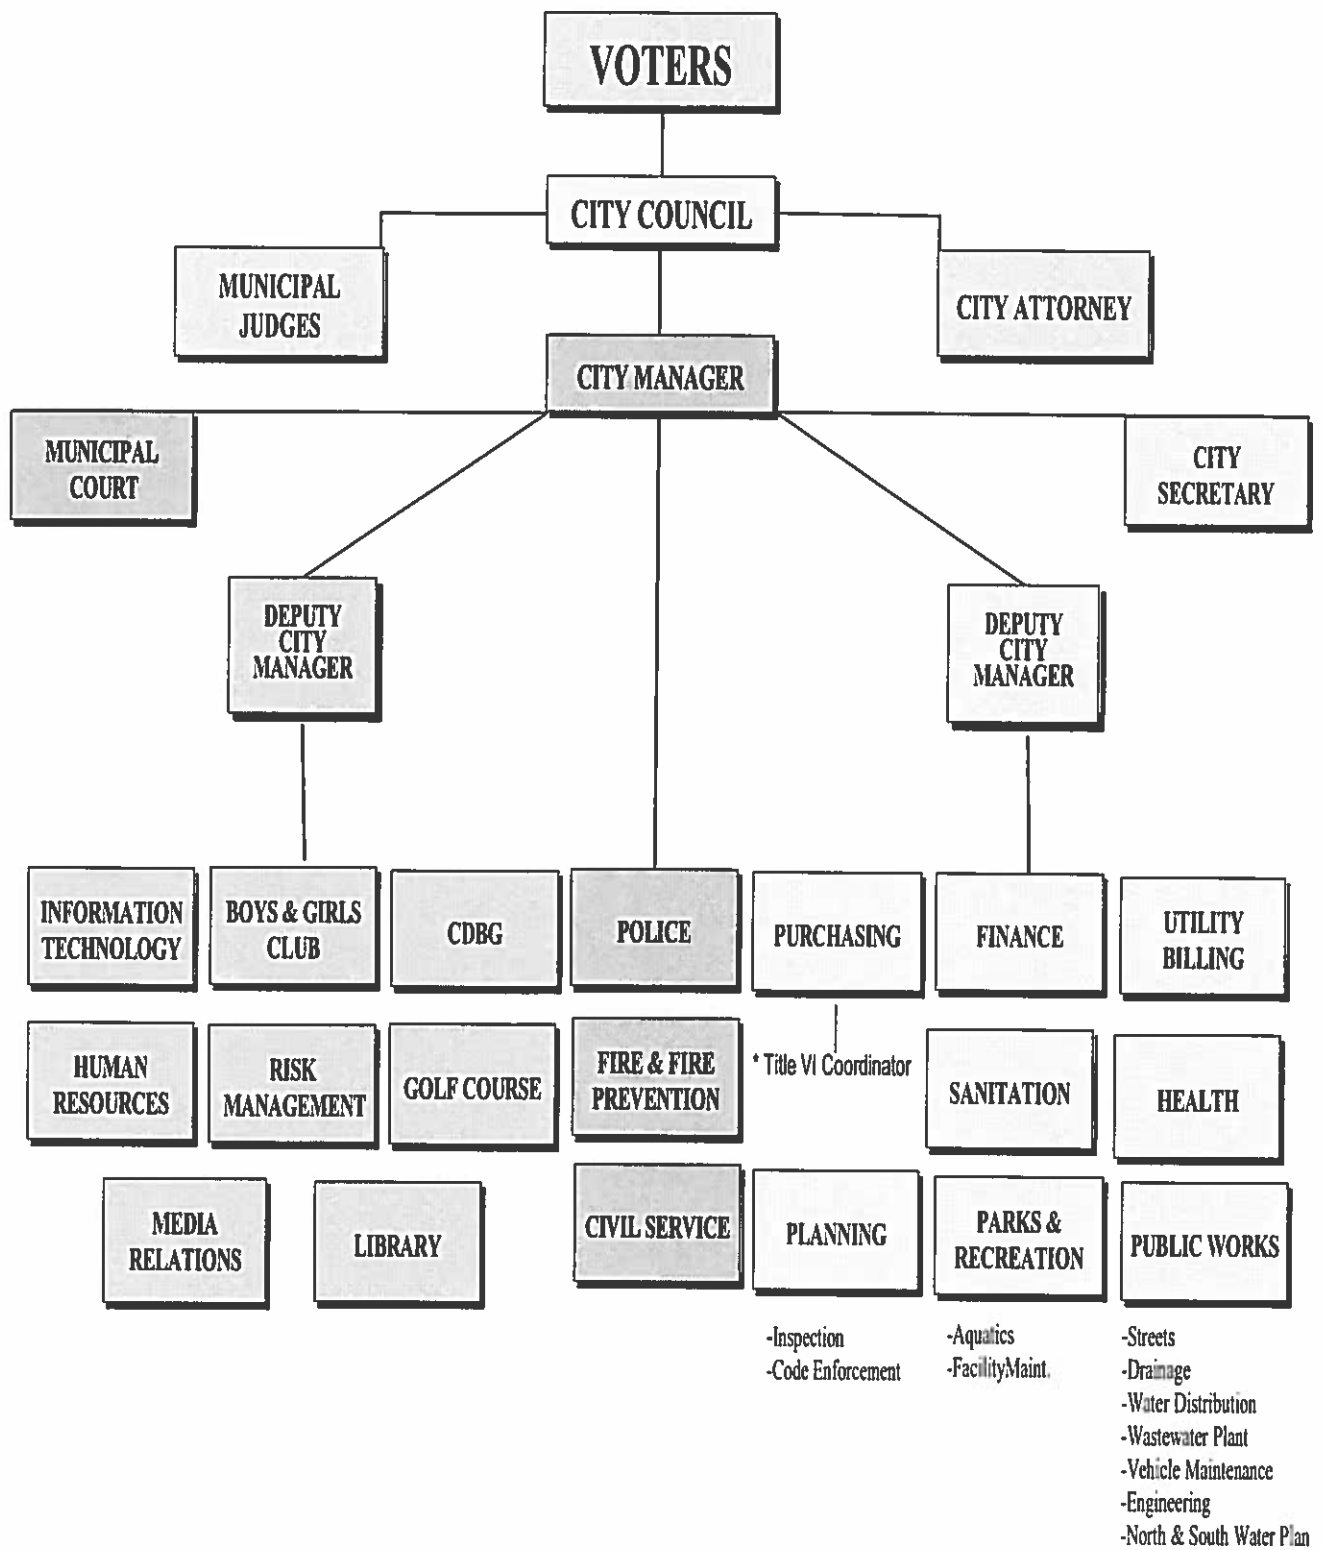 VOTERS
CITY COUNCIL
MUNICIPAL
JUDGES
CITY ATTORNEY
CITY MANAGER
MUNICIPAL
COURT
CITY
SECRETARY
DEPUTY
CITY
MANAGER
DEPUTY
CITY
MANAGER
INFORMATION
TECHNOLOGY
BOYS & GIRLS
CLUB
CDBG
POLICE
PURCHASING
FINANCE
UTILITY
BILLING
HUMAN
RESOURCES
RISK
MANAGEMENT
GOLF COURSE
FIRE & FIRE
PREVENTION
* Title VI Coordinator
SANITATION
HEALTH
MEDIA
RELATIONS
LIBRARY
CIVIL SERVICE
PLANNING
PARKS &
RECREATION
PUBLIC WORKS
-Inspection
-Code Enforcement
-Aquatics
-FacilityMaint.
-Streets
-Drainage
-Water Distribution
-Wastewater Plant
-Vehicle Maintenance
-Engineering
-North & South Water Plan